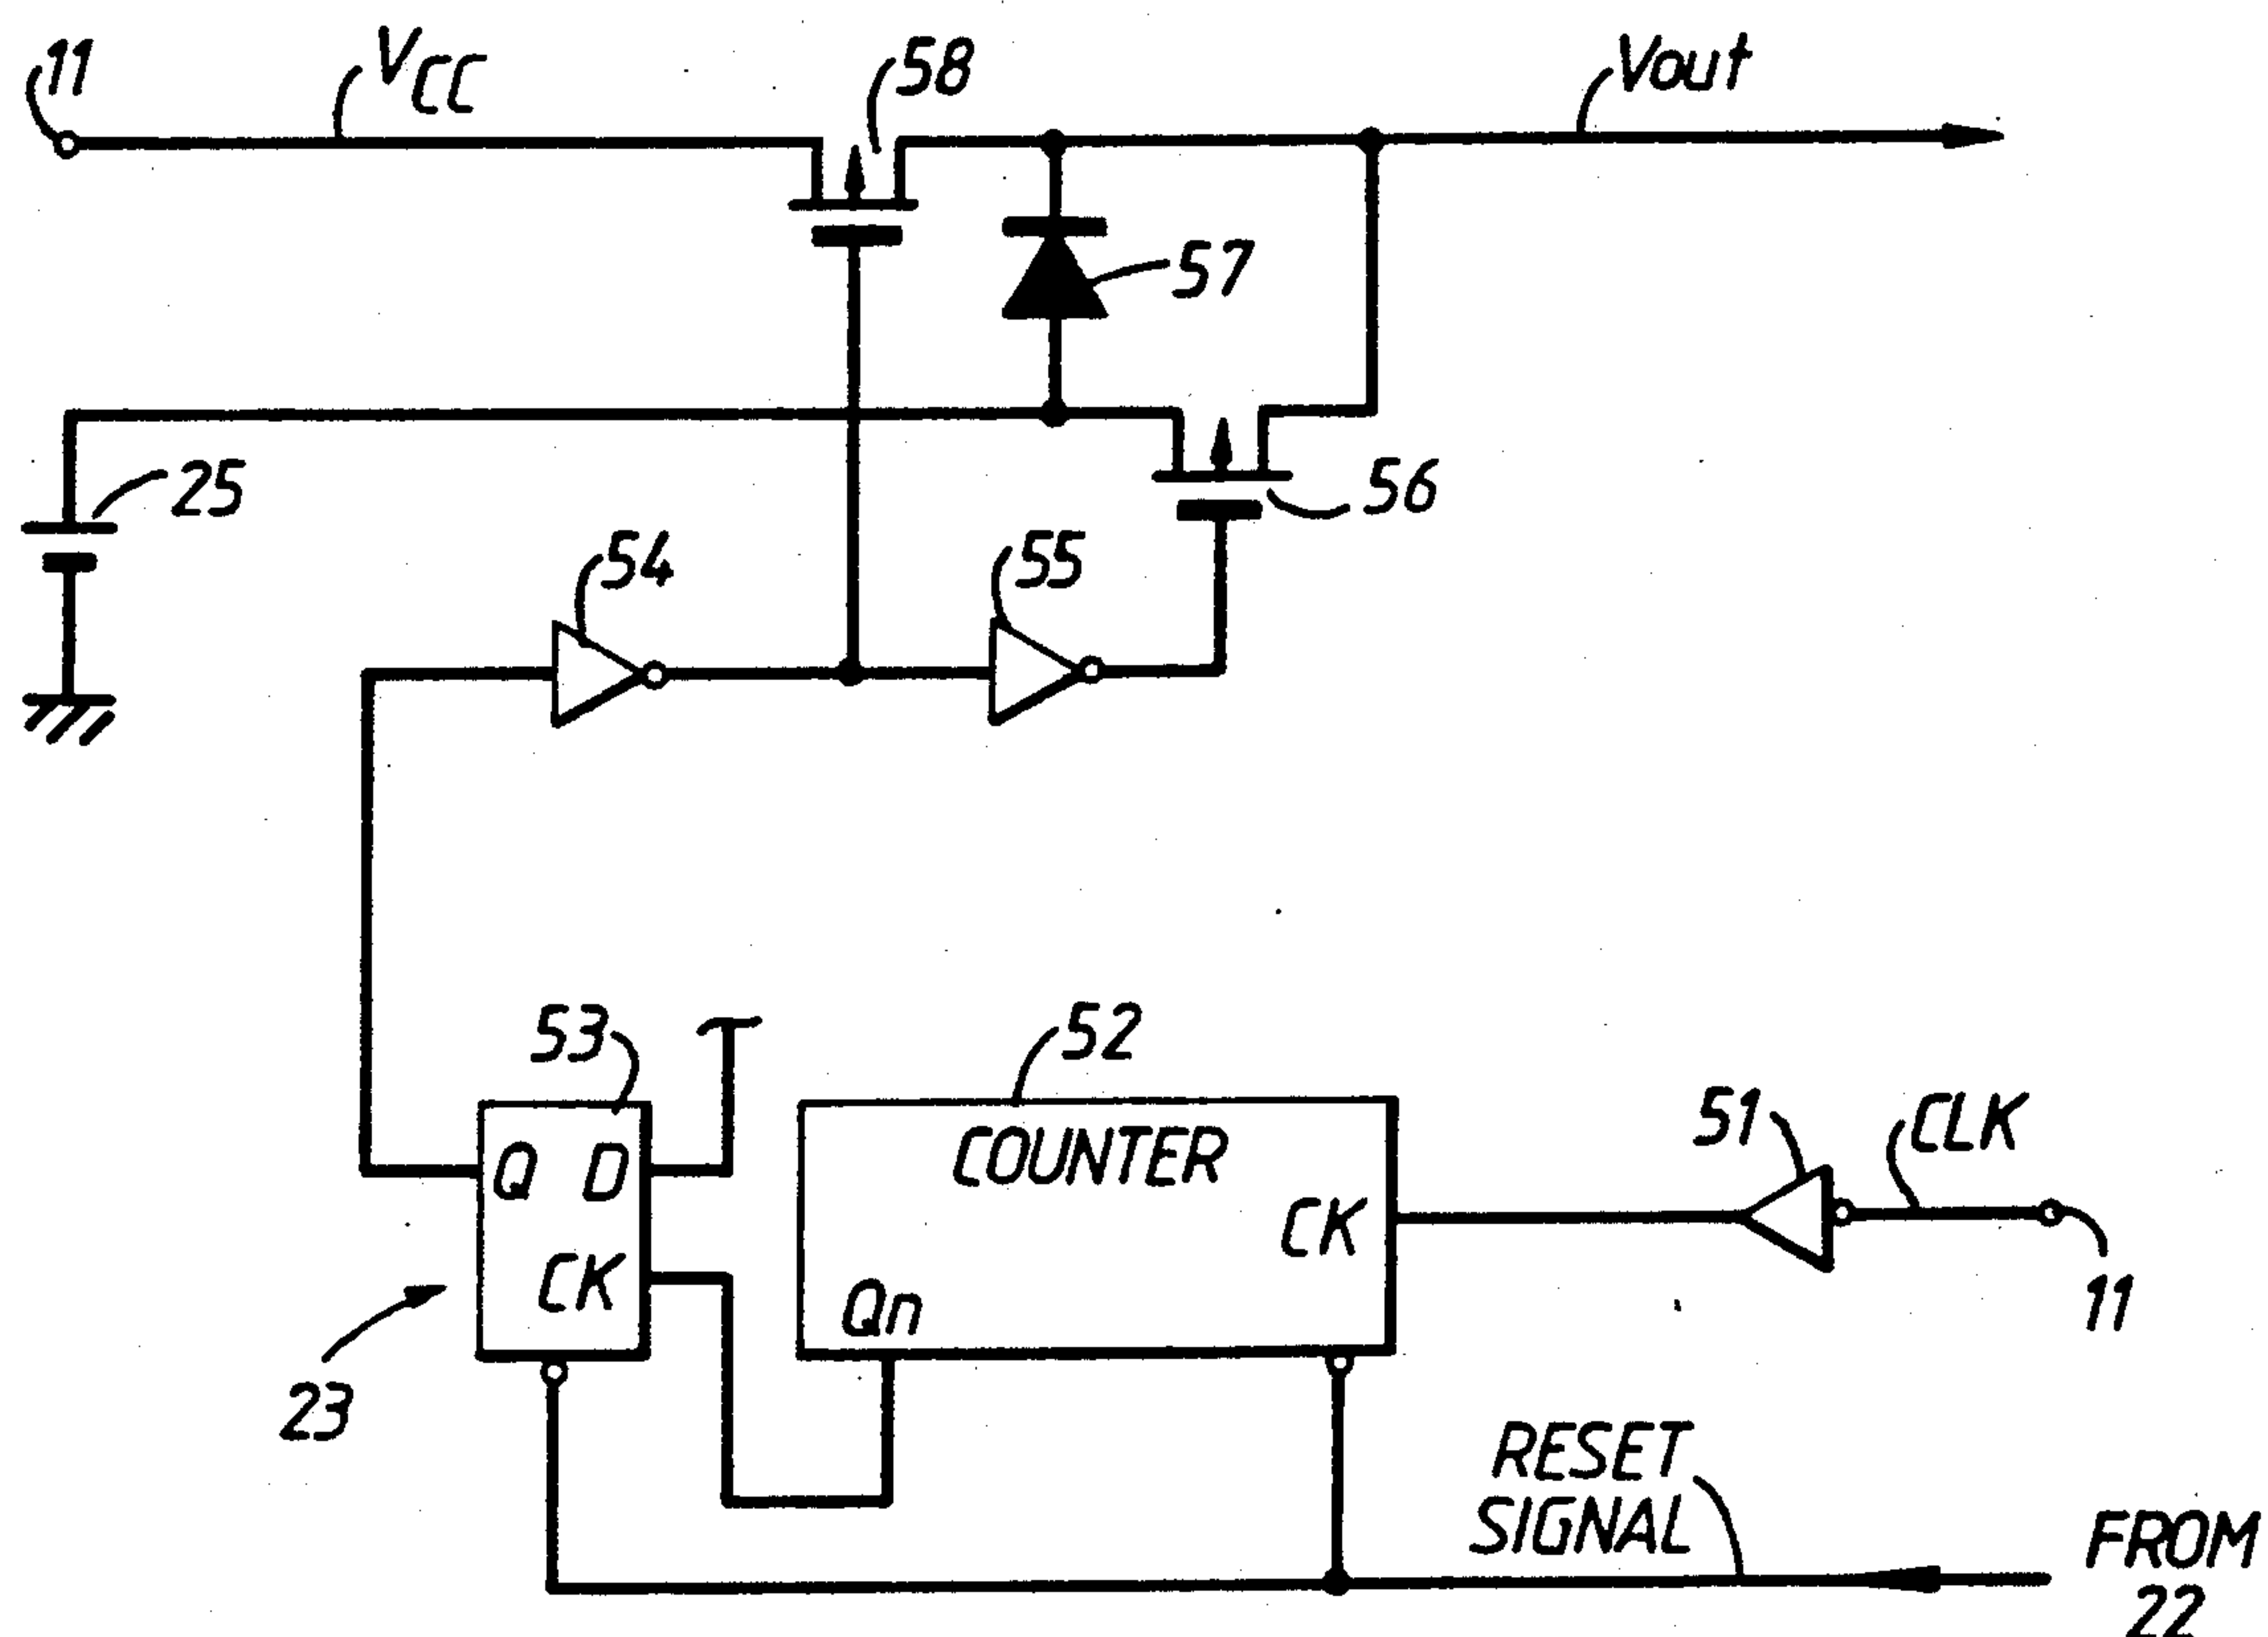 11
VCC
58
Vout
57
25
56
54
55
53
52
51
CLK
Q D
COUNTER
CK
CK
Qn
11
23
RESET
SIGNAL
FROM
22